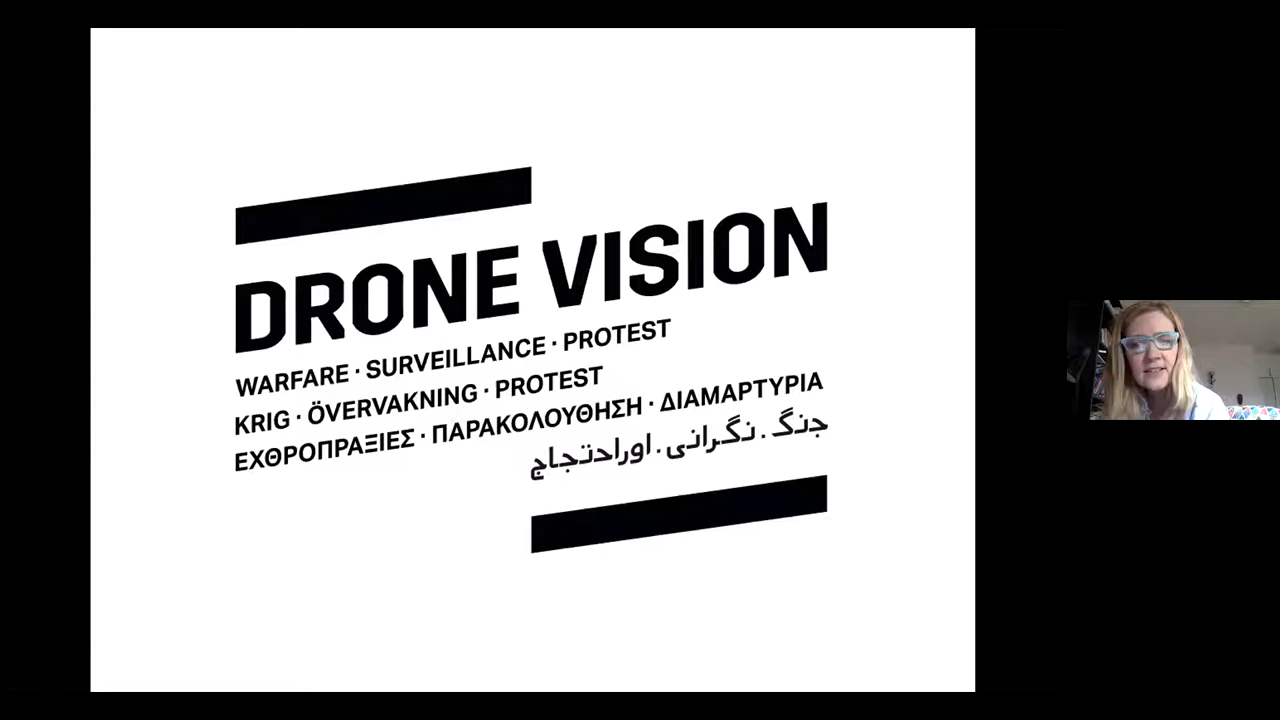 DRONE VISION
WARFARE · SURVEILLANCE · PROTEST
KRIG · ÖVERVAKNING · PROTEST
ΕΧΘΡΟΠΡΑΞΙΕΣ · ΠΑΡΑΚΟΛΟΥΘΗΣΗ · ΔΙΑΜΑΡΤΥΡΙΑ
جنگ . نگرانی . اوراحتجاج